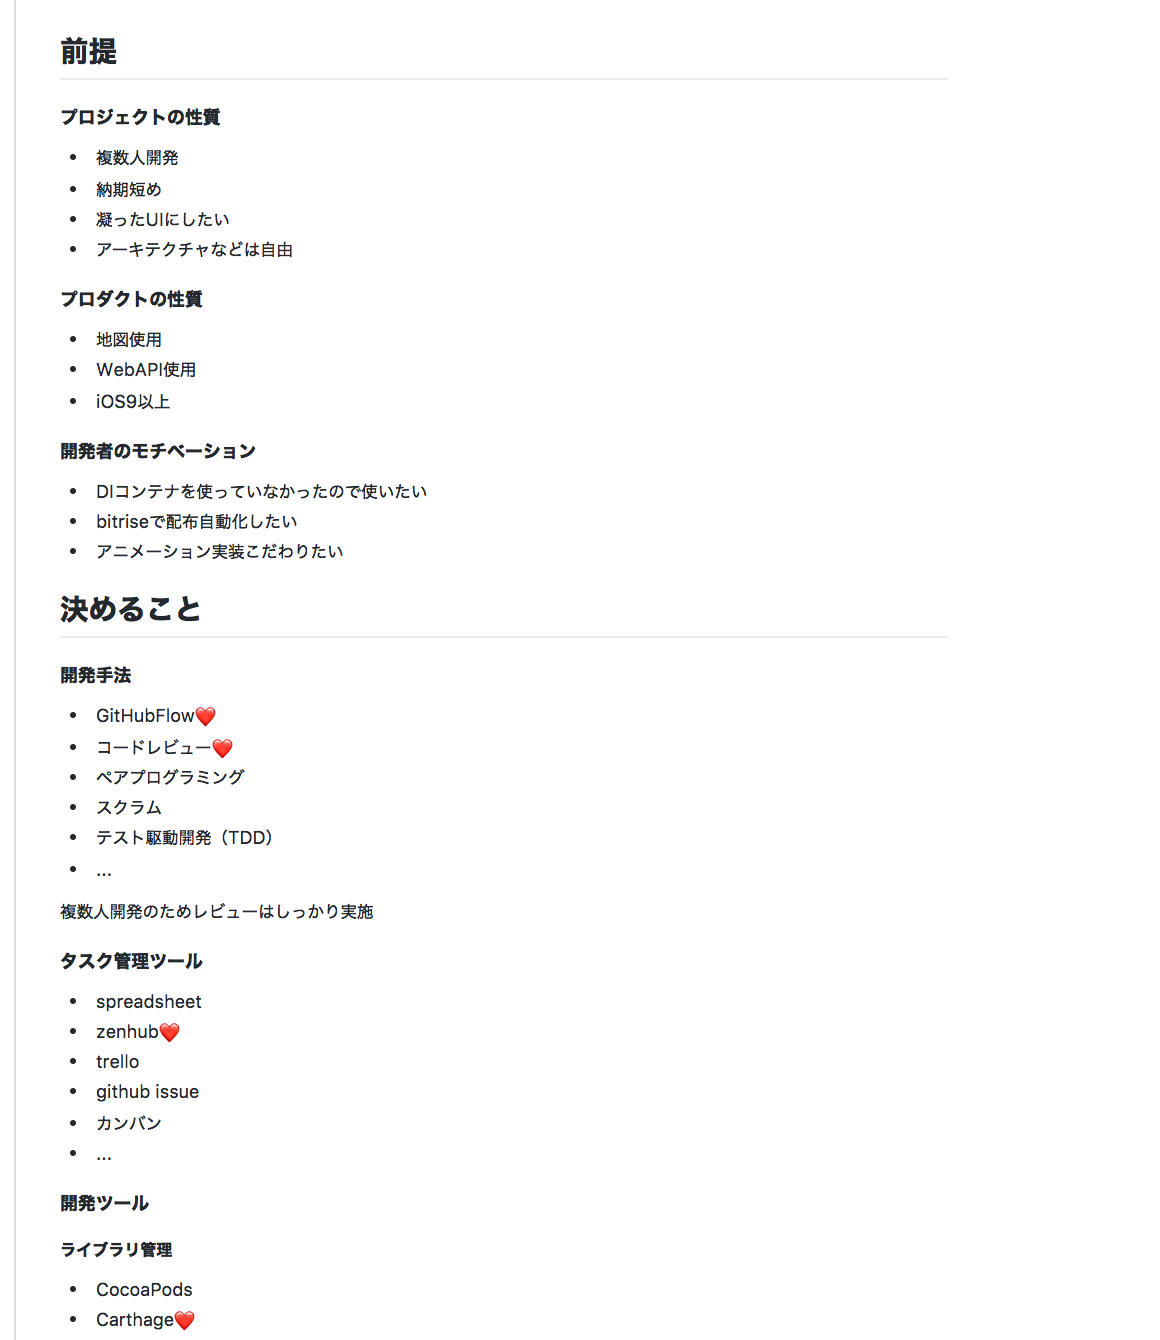 前提
プロジェクトの性質
• 複数人開発
• 納期短め
• 凝ったUIにしたい
• アーキテクチャなどは自由
プロダクトの性質
• 地図使用
• WebAPI使用
• iOS9以上
開発者のモチベーション
• DIコンテナを使っていなかったので使いたい
• bitriseで配布自動化したい
• アニメーション実装こだわりたい
決めること
開発手法
• GitHubFlow❤️
• コードレビュー❤️
• ペアプログラミング
• スクラム
• テスト駆動開発（TDD）
• ...
複数人開発のためレビューはしっかり実施
タスク管理ツール
• spreadsheet
• zenhub❤️
• trello
• github issue
• カンバン
• ...
開発ツール
ライブラリ管理
• CocoaPods
• Carthage❤️